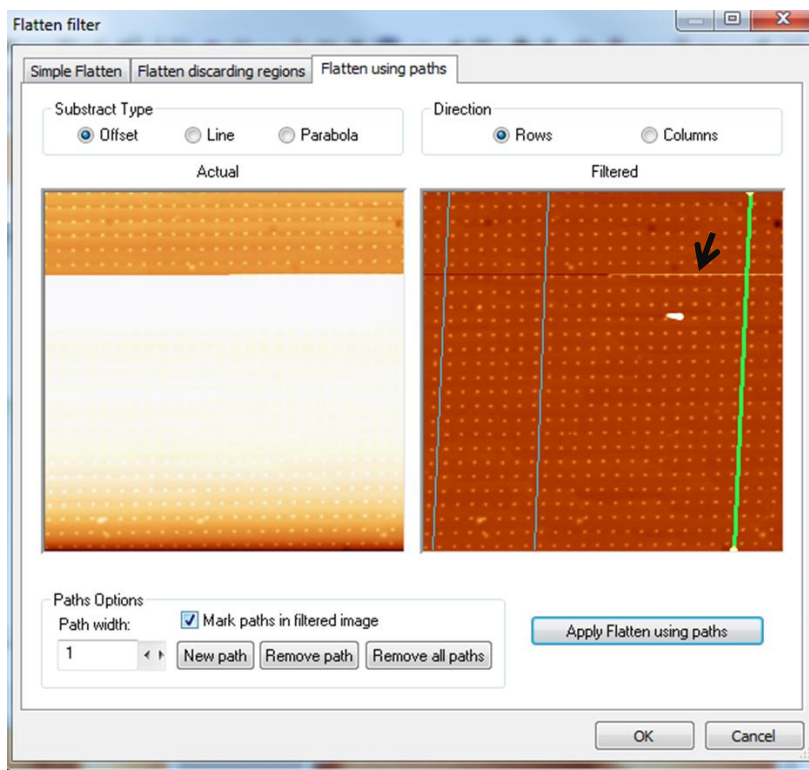 Flatten filter
Simple Flatten Flatten discarding regions Flatten using paths
Substract Type Direction
Offset Line Parabola Rows Columns
Actual Filtered
Paths Options
Path width: Mark paths in filtered image
1 New path Remove path Remove all paths Apply Flatten using paths
OK Cancel